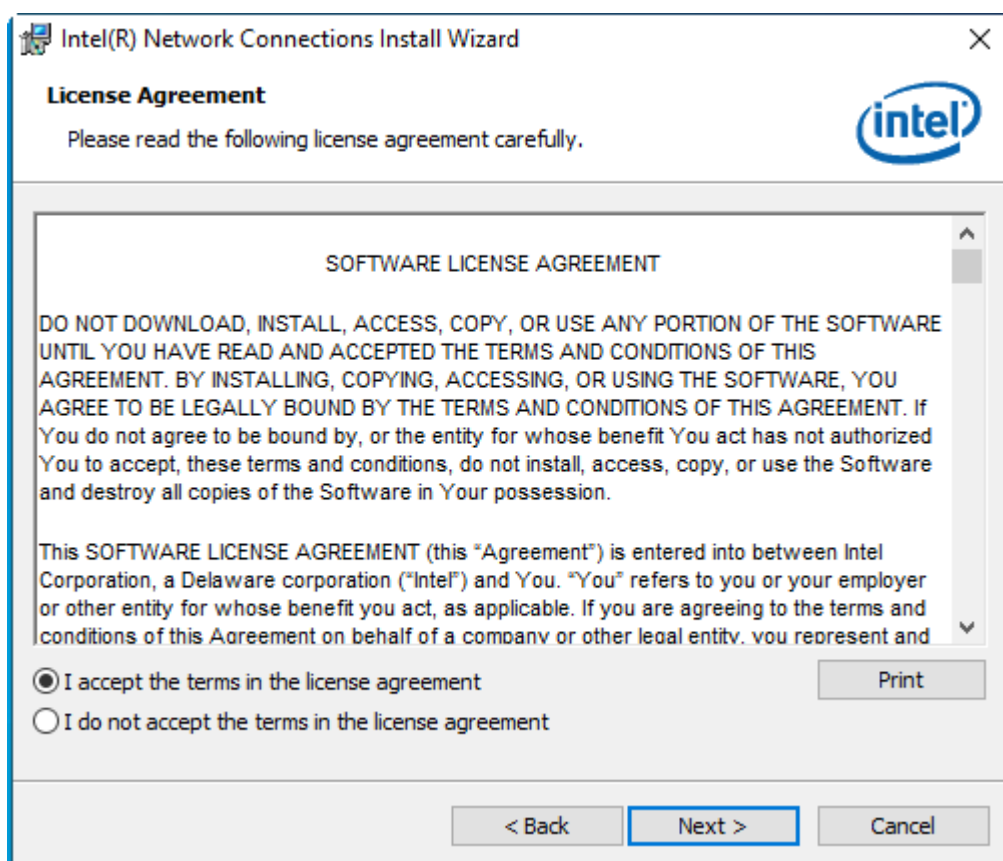 Intel(R) Network Connections Install Wizard
License Agreement
Please read the following license agreement carefully.
intel
SOFTWARE LICENSE AGREEMENT
DO NOT DOWNLOAD, INSTALL, ACCESS, COPY, OR USE ANY PORTION OF THE SOFTWARE
UNTIL YOU HAVE READ AND ACCEPTED THE TERMS AND CONDITIONS OF THIS
AGREEMENT. BY INSTALLING, COPYING, ACCESSING, OR USING THE SOFTWARE, YOU
AGREE TO BE LEGALLY BOUND BY THE TERMS AND CONDITIONS OF THIS AGREEMENT. If
You do not agree to be bound by, or the entity for whose benefit You act has not authorized
You to accept, these terms and conditions, do not install, access, copy, or use the Software
and destroy all copies of the Software in Your possession.
This SOFTWARE LICENSE AGREEMENT (this “Agreement”) is entered into between Intel
Corporation, a Delaware corporation (“Intel”) and You. “You” refers to you or your employer
or other entity for whose benefit you act, as applicable. If you are agreeing to the terms and
conditions of this Agreement on behalf of a company or other legal entity, you represent and
I accept the terms in the license agreement
Print
I do not accept the terms in the license agreement
< Back
Next >
Cancel